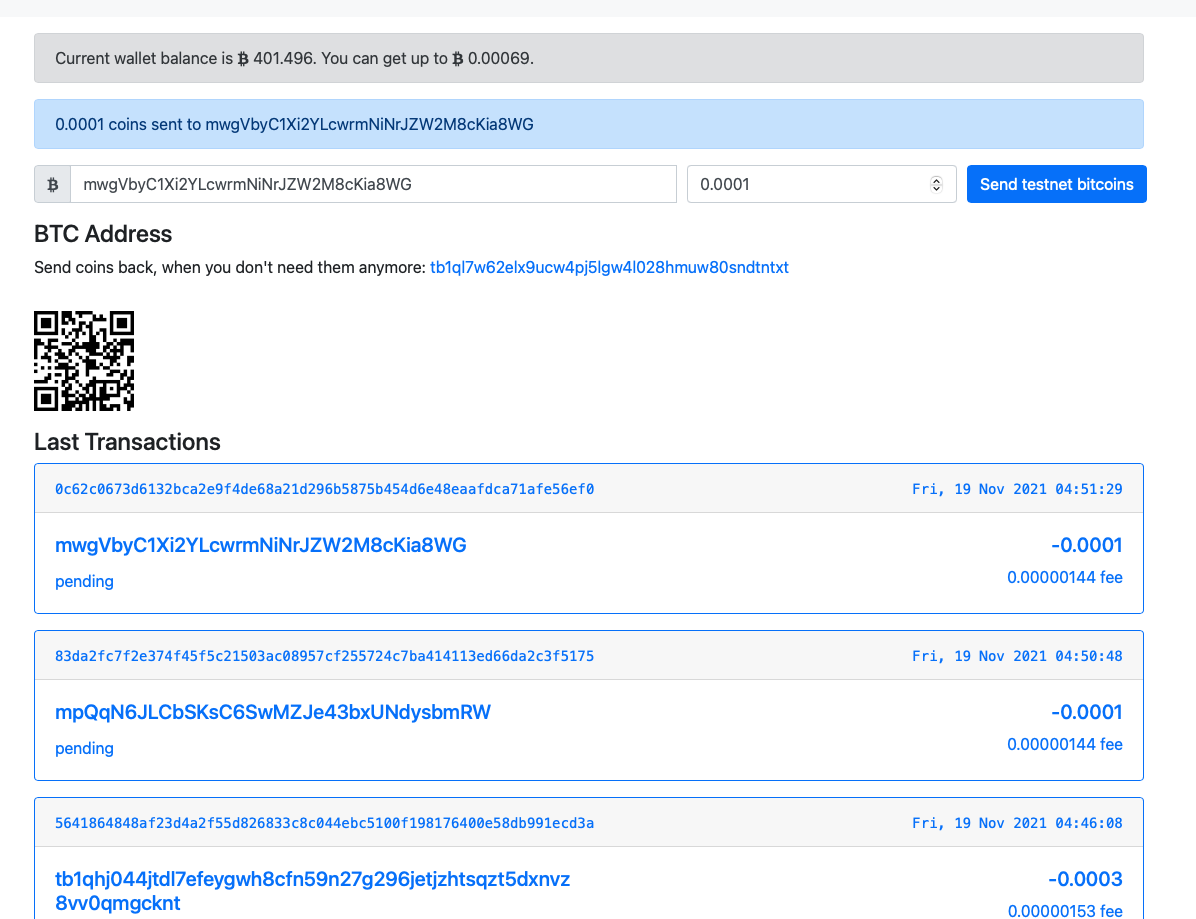 Current wallet balance is ₿ 401.496. You can get up to ₿ 0.00069.
0.0001 coins sent to mwgVbyC1Xi2YLcwrmNiNrJZW2M8cKia8WG
₿ mwgVbyC1Xi2YLcwrmNiNrJZW2M8cKia8WG 0.0001 Send testnet bitcoins
BTC Address
Send coins back, when you don't need them anymore: tb1ql7w62elx9ucw4pj5lgw4l028hmuw80sndtntxt
Last Transactions
0c62c0673d6132bca2e9f4de68a21d296b5875b454d6e48eaafdca71afe56ef0 Fri, 19 Nov 2021 04:51:29
mwgVbyC1Xi2YLcwrmNiNrJZW2M8cKia8WG -0.0001
pending 0.00000144 fee
83da2fc7f2e374f45f5c21503ac08957cf255724c7ba414113ed66da2c3f5175 Fri, 19 Nov 2021 04:50:48
mpQqN6JLCbSKsC6SwMZJe43bxUNdysbmRW -0.0001
pending 0.00000144 fee
5641864848af23d4a2f55d826833c8c044ebc5100f198176400e58db991ecd3a Fri, 19 Nov 2021 04:46:08
tb1qhj044jtdl7efeygwh8cfn59n27g296jetjzhtsqzt5dxnvz -0.0003
8vv0qmgcknt 0.00000153 fee